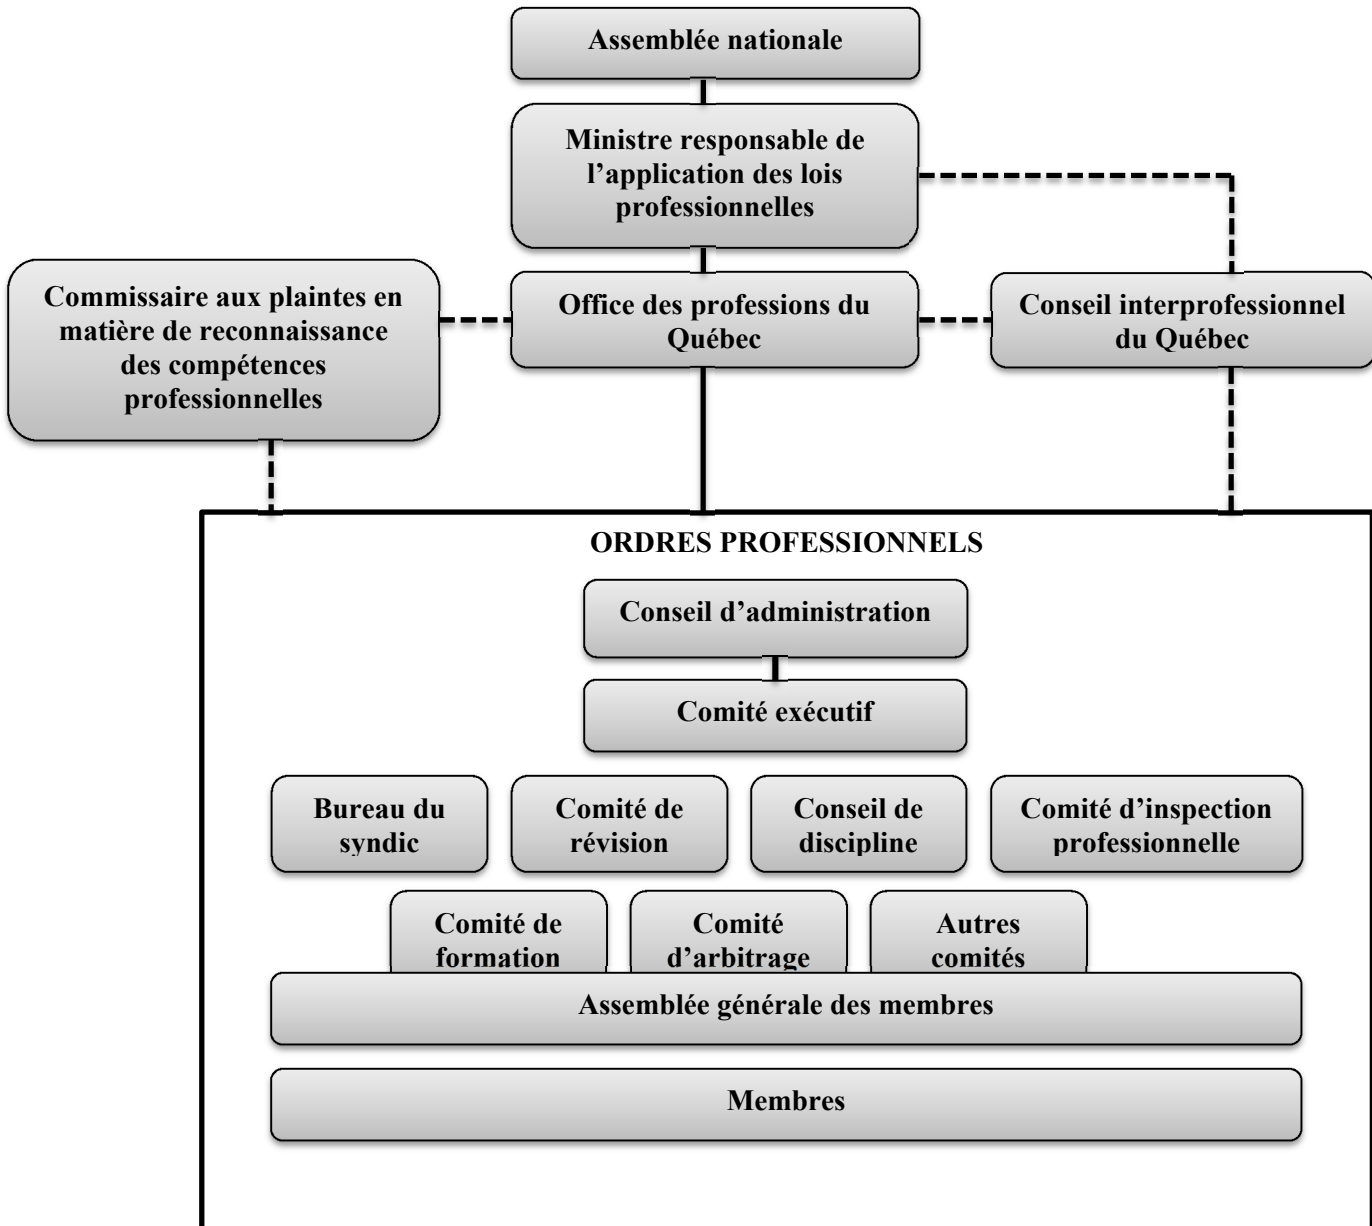 Assemblée nationale
Ministre responsable de
l’application des lois
professionnelles
Commissaire aux plaintes en
matière de reconnaissance
des compétences
professionnelles
Office des professions du
Québec
Conseil interprofessionnel
du Québec
ORDRES PROFESSIONNELS
Conseil d’administration
Comité exécutif
Bureau du
syndic
Comité de
révision
Conseil de
discipline
Comité d’inspection
professionnelle
Comité de
formation
Comité
d’arbitrage
Autres
comités
Assemblée générale des membres
Membres